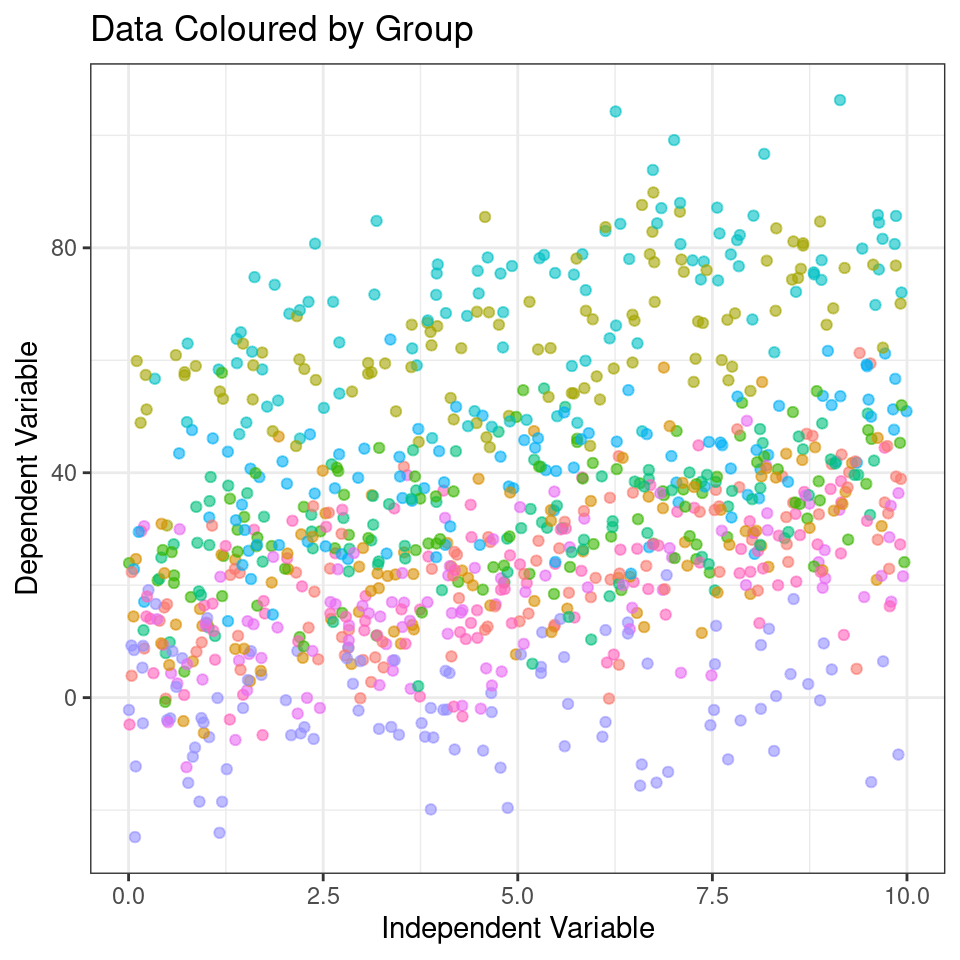 Data Coloured by Group
Dependent Variable
80
40
0
0.0 2.5 5.0 7.5 10.0
Independent Variable